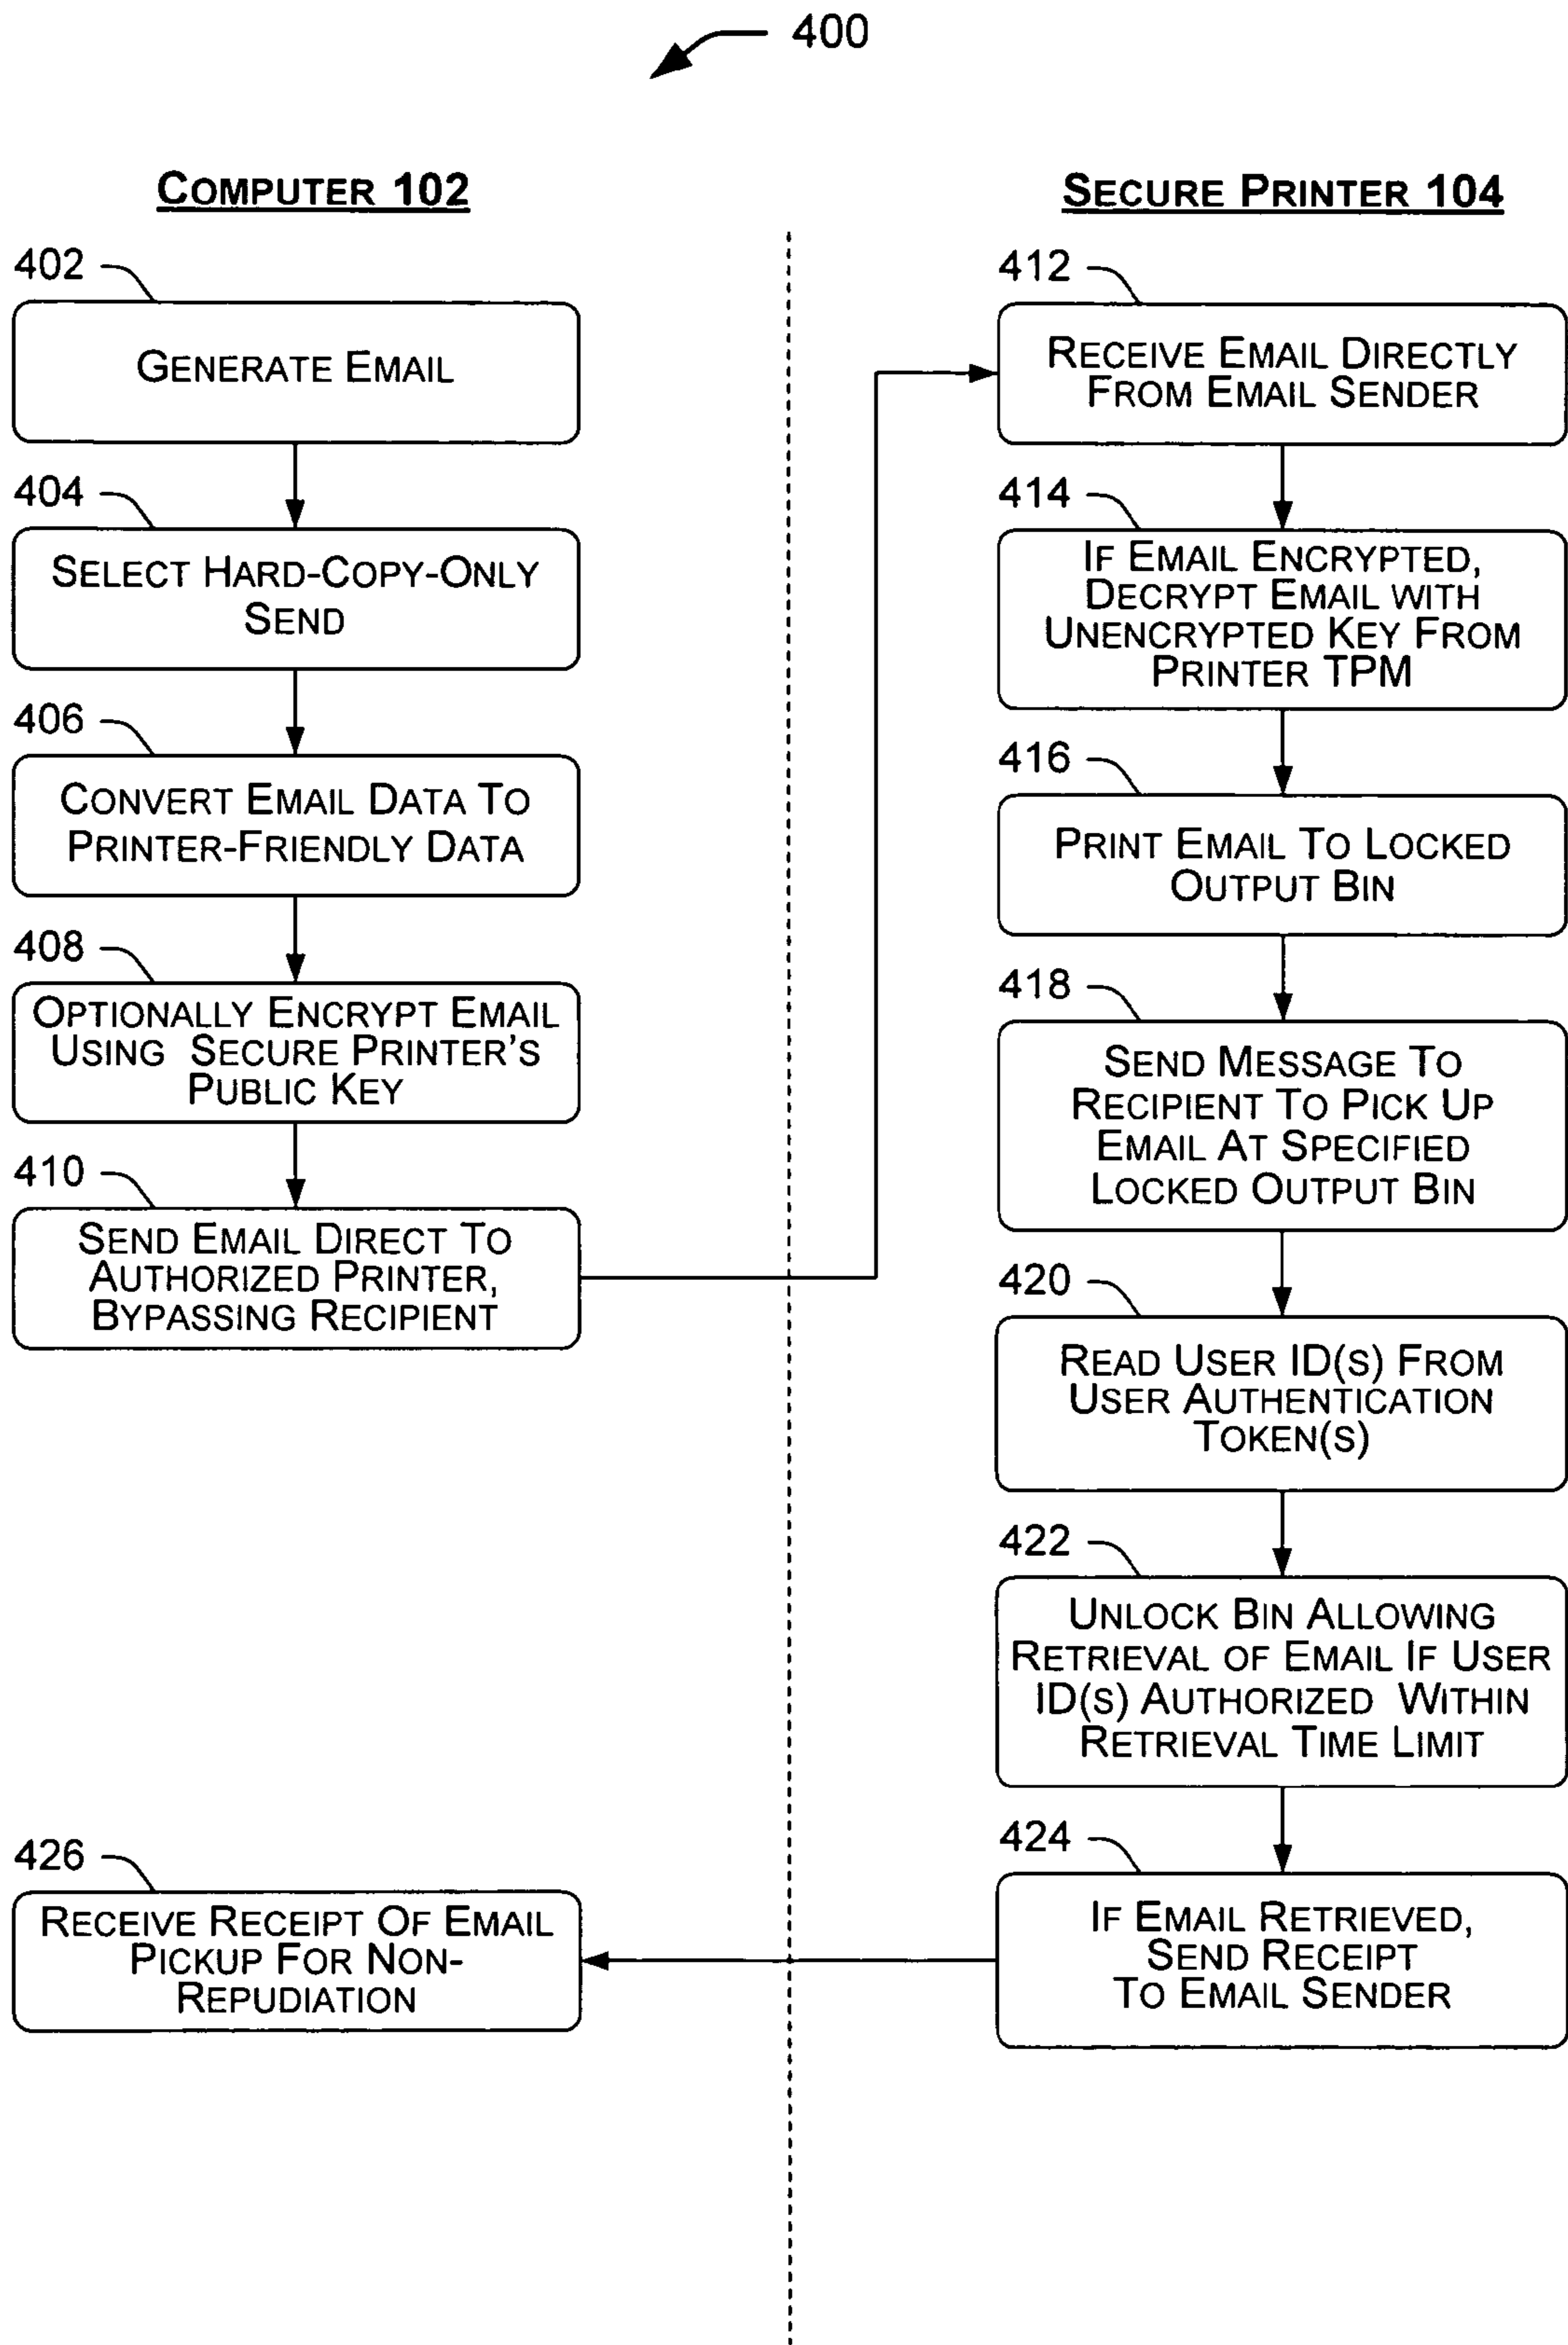 400
COMPUTER 102
402
GENERATE EMAIL
404
SELECT HARD-COPY-ONLY
SEND
406
CONVERT EMAIL DATA TO
PRINTER-FRIENDLY DATA
408
OPTIONALLY ENCRYPT EMAIL
USING SECURE PRINTER'S
PUBLIC KEY
410
SEND EMAIL DIRECT TO
AUTHORIZED PRINTER,
BYPASSING RECIPIENT
SECURE PRINTER 104
412
RECEIVE EMAIL DIRECTLY
FROM EMAIL SENDER
414
IF EMAIL ENCRYPTED,
DECRYPT EMAIL WITH
UNENCRYPTED KEY FROM
PRINTER TPM
416
PRINT EMAIL TO LOCKED
OUTPUT BIN
418
SEND MESSAGE TO
RECIPIENT TO PICK UP
EMAIL AT SPECIFIED
LOCKED OUTPUT BIN
420
READ USER ID(S) FROM
USER AUTHENTICATION
TOKEN(S)
422
UNLOCK BIN ALLOWING
RETRIEVAL OF EMAIL IF USER
ID(S) AUTHORIZED WITHIN
RETRIEVAL TIME LIMIT
424
IF EMAIL RETRIEVED,
SEND RECEIPT
TO EMAIL SENDER
426
RECEIVE RECEIPT OF EMAIL
PICKUP FOR NON-
REPUDIATION